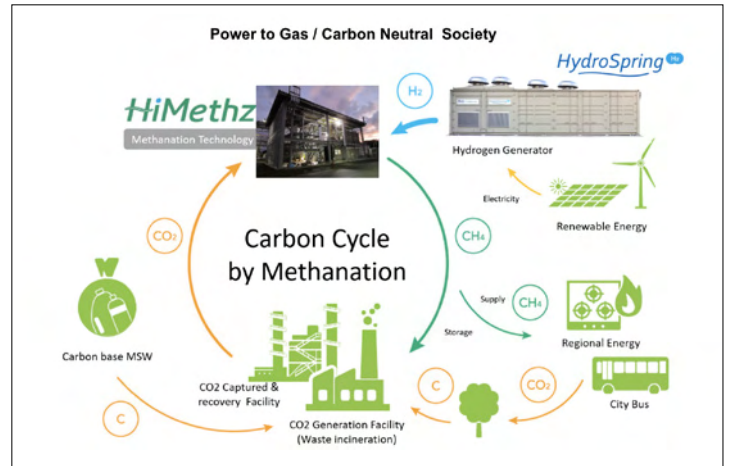 Power to Gas / Carbon Neutral Society
HydroSpring H₂
HiMethz
Methanation Technology
H₂
Hydrogen Generator
Electricity
Renewable Energy
CO₂
CH₄
Carbon Cycle
by Methanation
Supply
CH₄
Storage
Regional Energy
Carbon base MSW
CO2 Captured &
recovery Facility
C
CO₂
City Bus
C
CO2 Generation Facility
(Waste incineration)